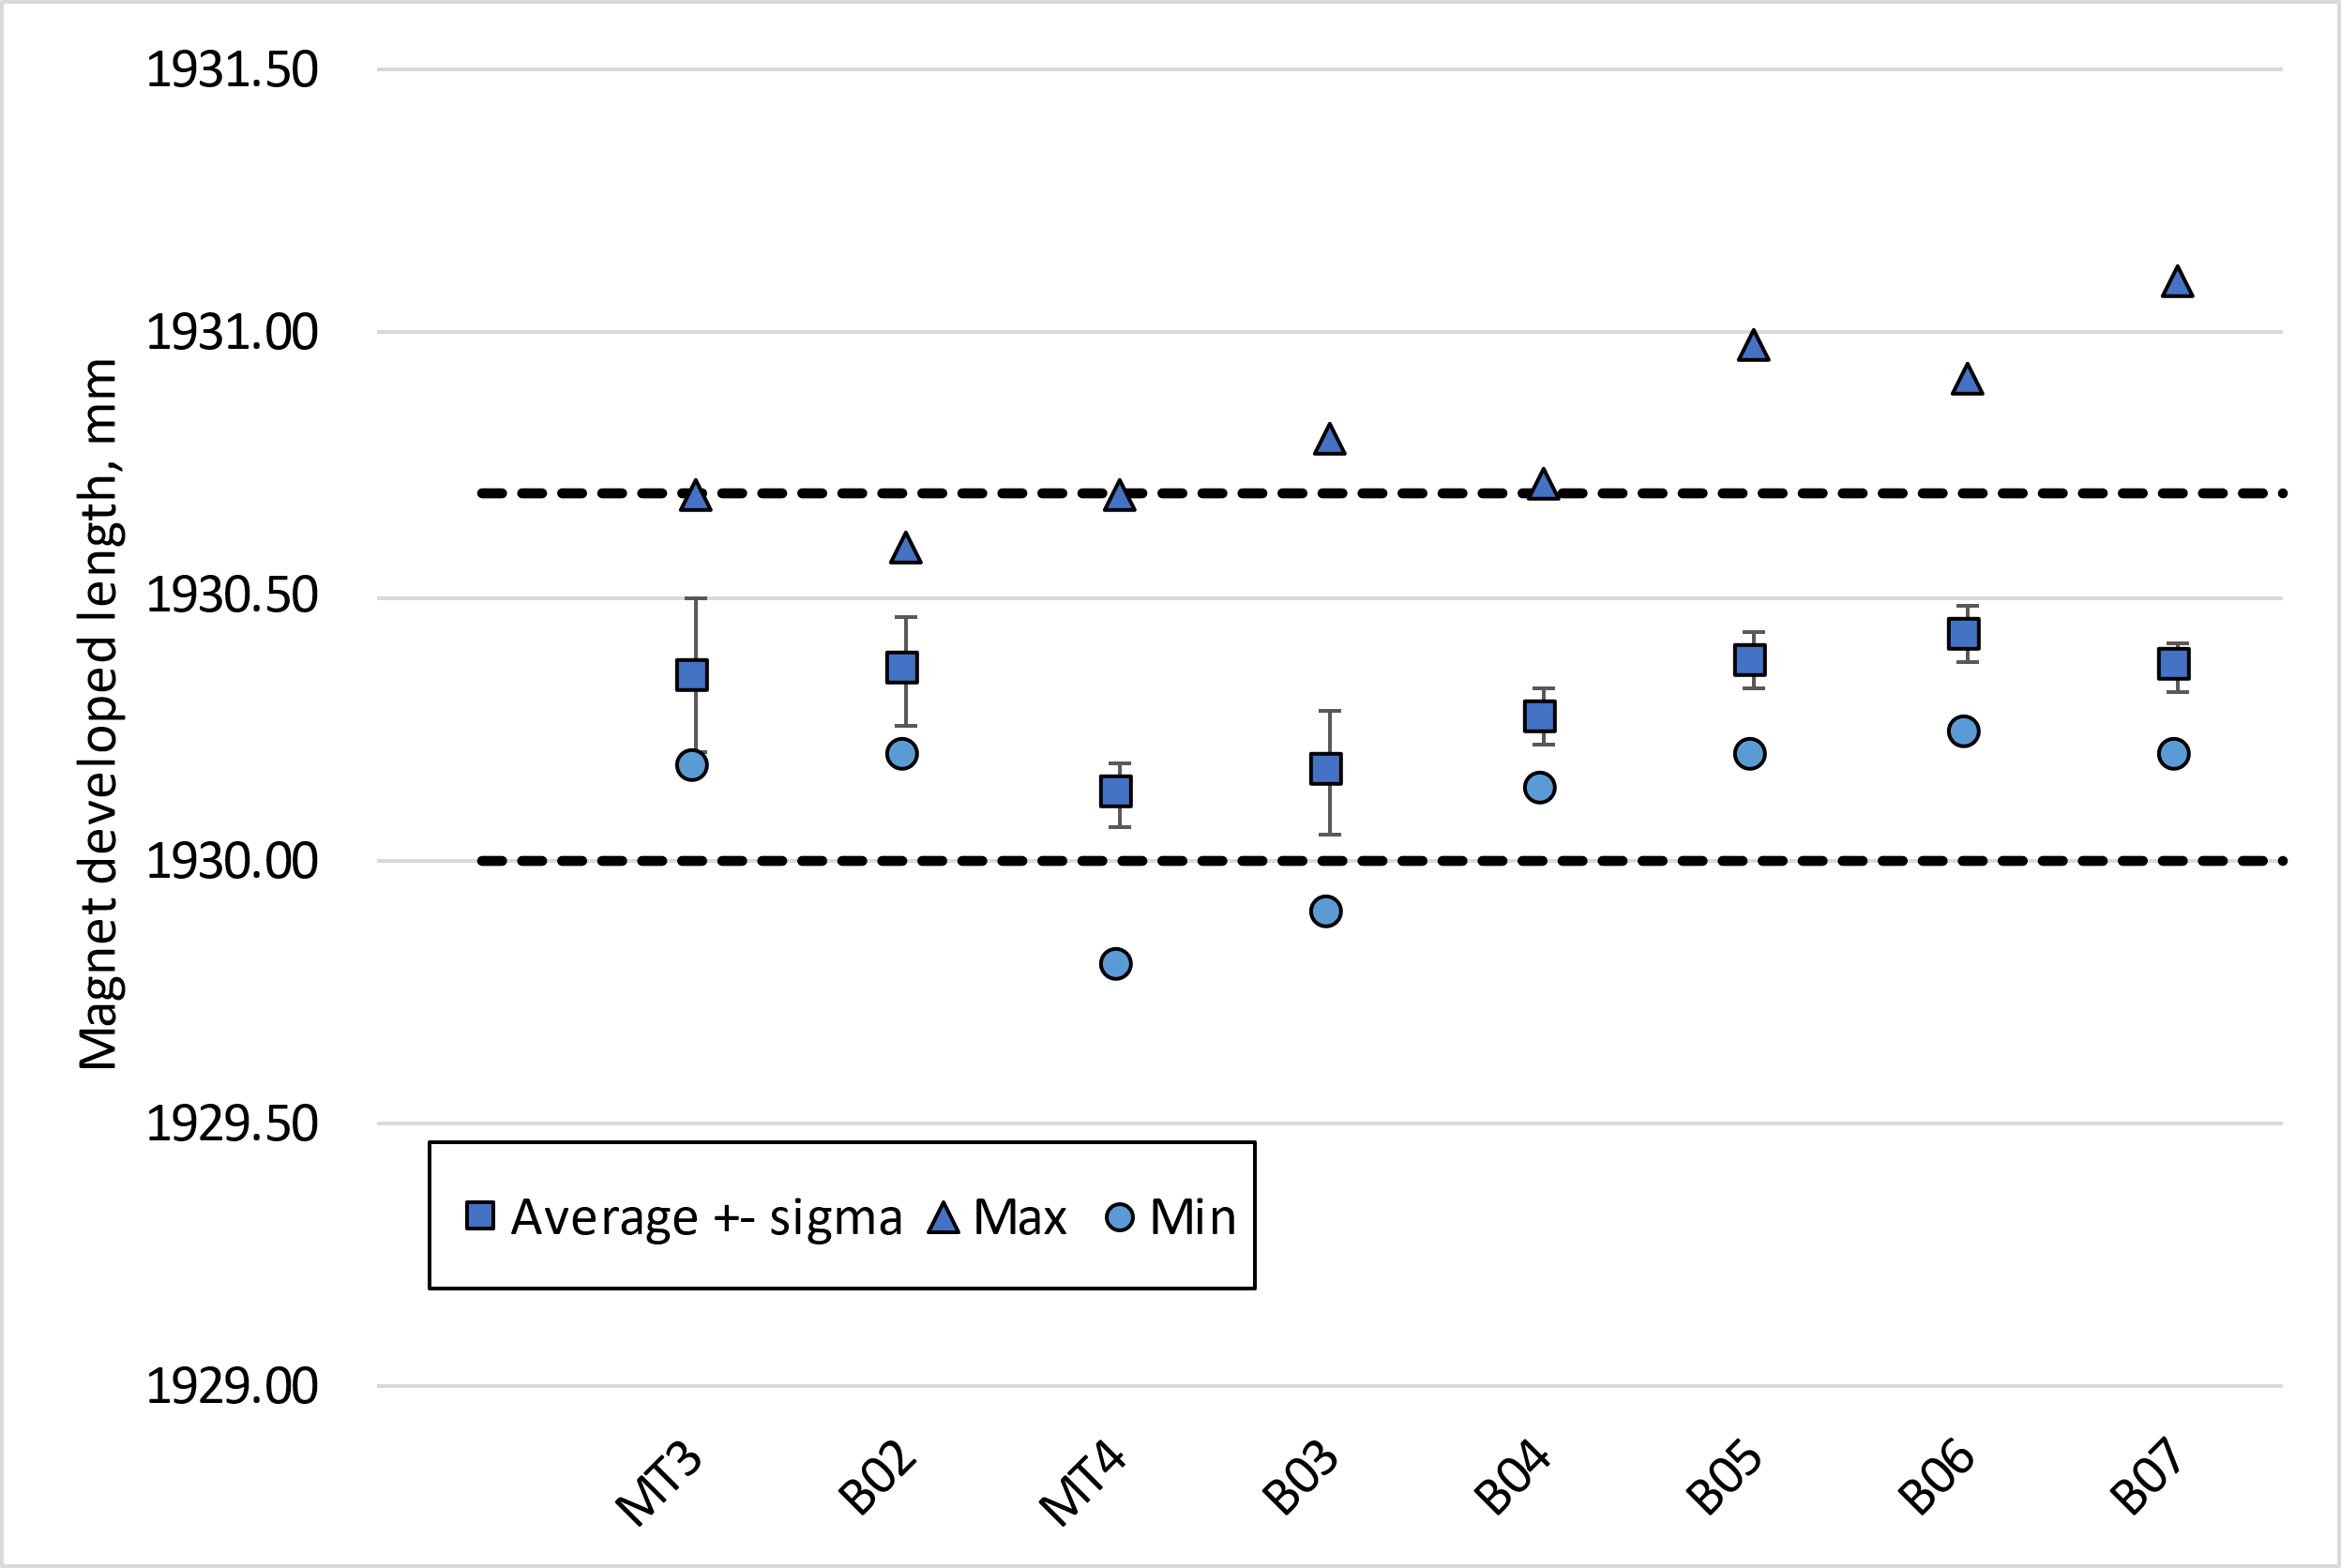 1931.50
1931.00
1930.50
1930.00
1929.50
1929.00
Magnet developed length, mm
Average +- sigma Max Min
MT3 B02 MT4 B03 B04 B05 B06 B07